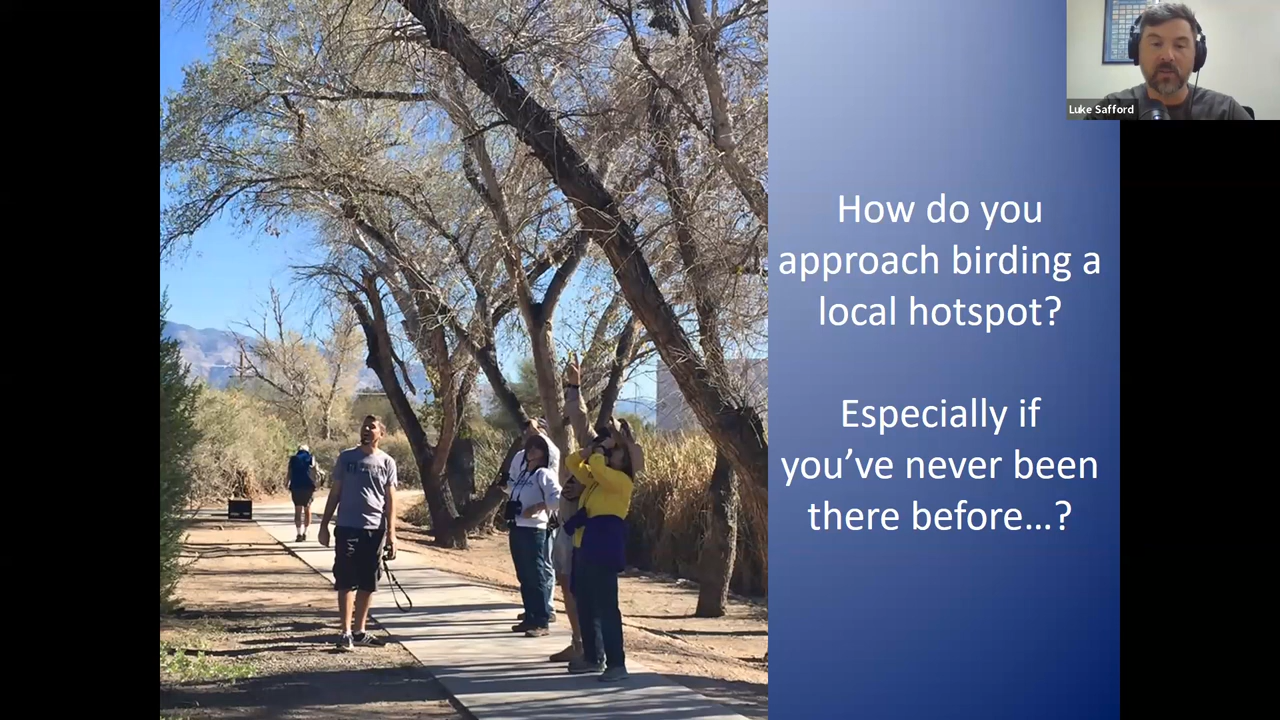 Luke Safford
How do you
approach birding a
local hotspot?
Especially if
you’ve never been
there before…?